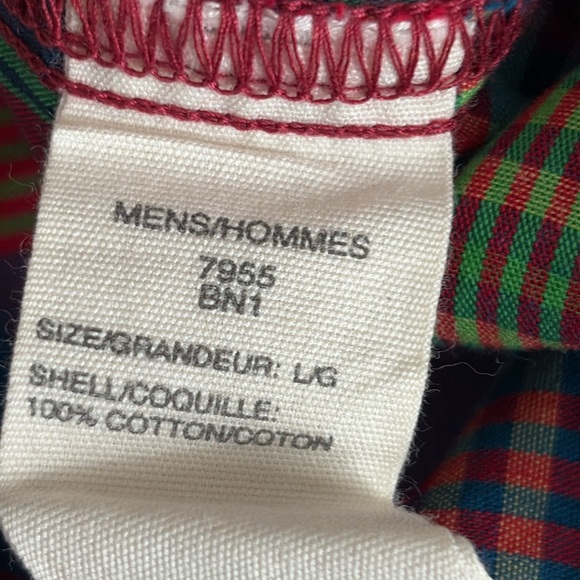 MENS/HOMMES
7955
BN1
SIZE/GRANDEUR: L/G
SHELL/COQUILLE:
100% COTTON/COTON